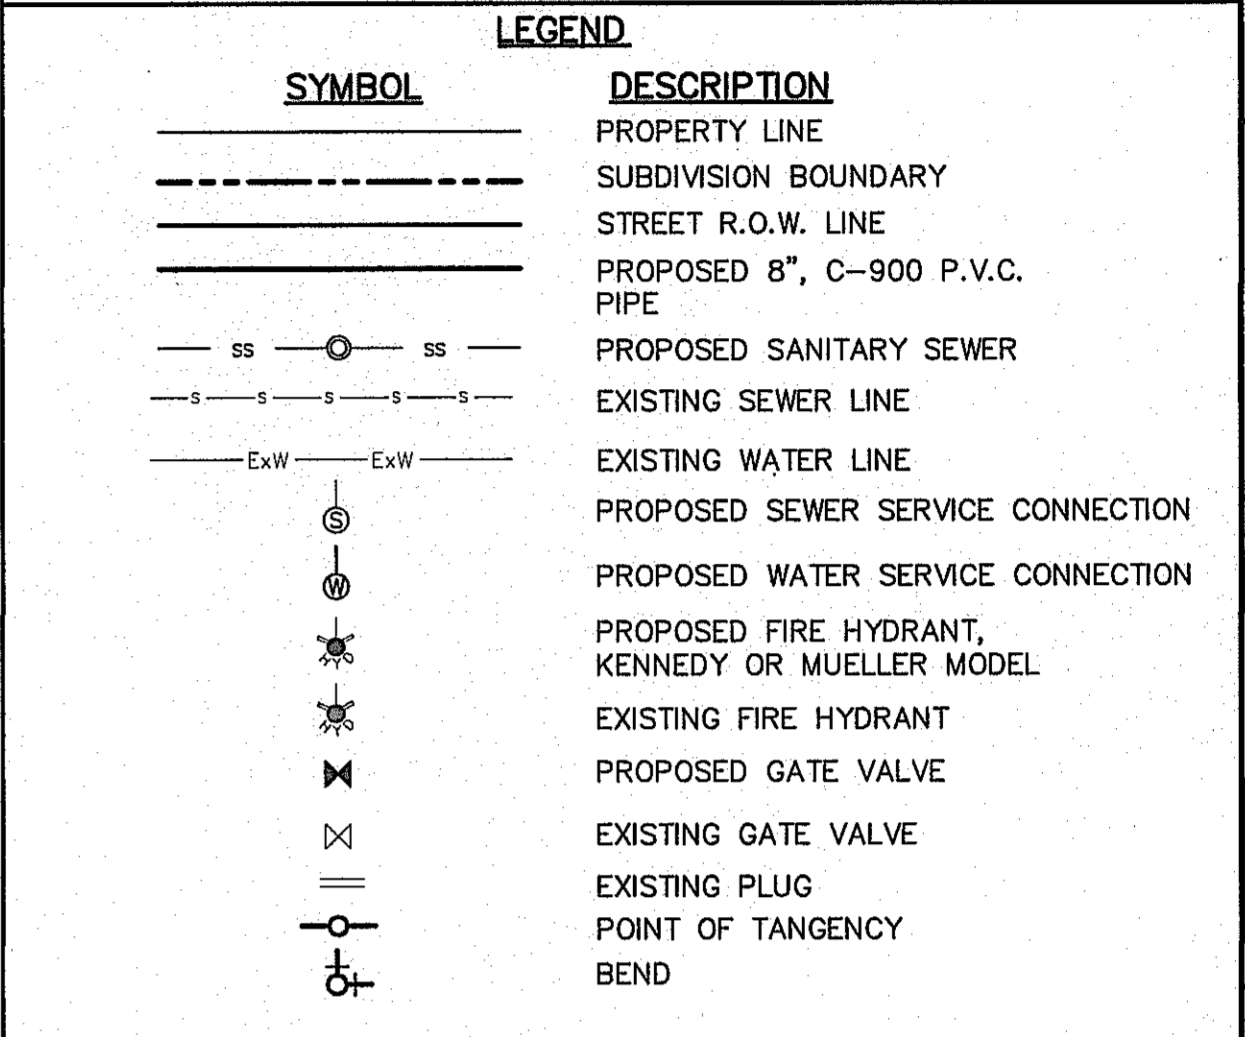 LEGEND
SYMBOL DESCRIPTION
PROPERTY LINE
SUBDIVISION BOUNDARY
STREET R.O.W. LINE
PROPOSED 8", C-900 P.V.C.
PIPE
SS SS PROPOSED SANITARY SEWER
S S S S S EXISTING SEWER LINE
ExW ExW EXISTING WATER LINE
S PROPOSED SEWER SERVICE CONNECTION
W PROPOSED WATER SERVICE CONNECTION
PROPOSED FIRE HYDRANT,
KENNEDY OR MUELLER MODEL
EXISTING FIRE HYDRANT
PROPOSED GATE VALVE
EXISTING GATE VALVE
EXISTING PLUG
POINT OF TANGENCY
BEND